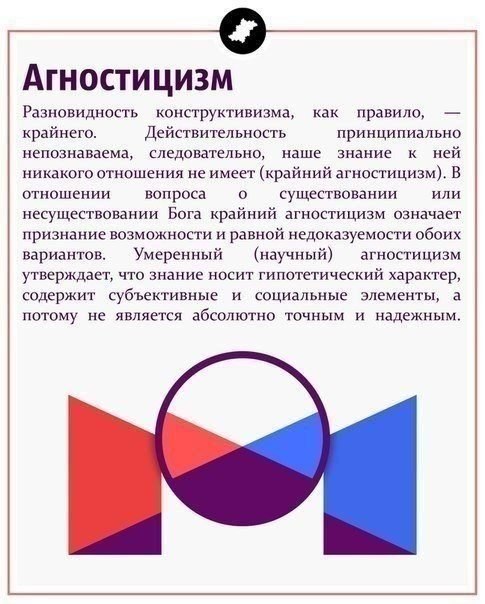 Агностицизм
Разновидность конструктивизма, как правило, —
крайнего. Действительность принципиально
непознаваема, следовательно, наше знание к ней
никакого отношения не имеет (крайний агностицизм). В
отношении вопроса о существовании или
несуществовании Бога крайний агностицизм означает
признание возможности и равной недоказуемости обоих
вариантов. Умеренный (научный) агностицизм
утверждает, что знание носит гипотетический характер,
содержит субъективные и социальные элементы, а
потому не является абсолютно точным и надежным.